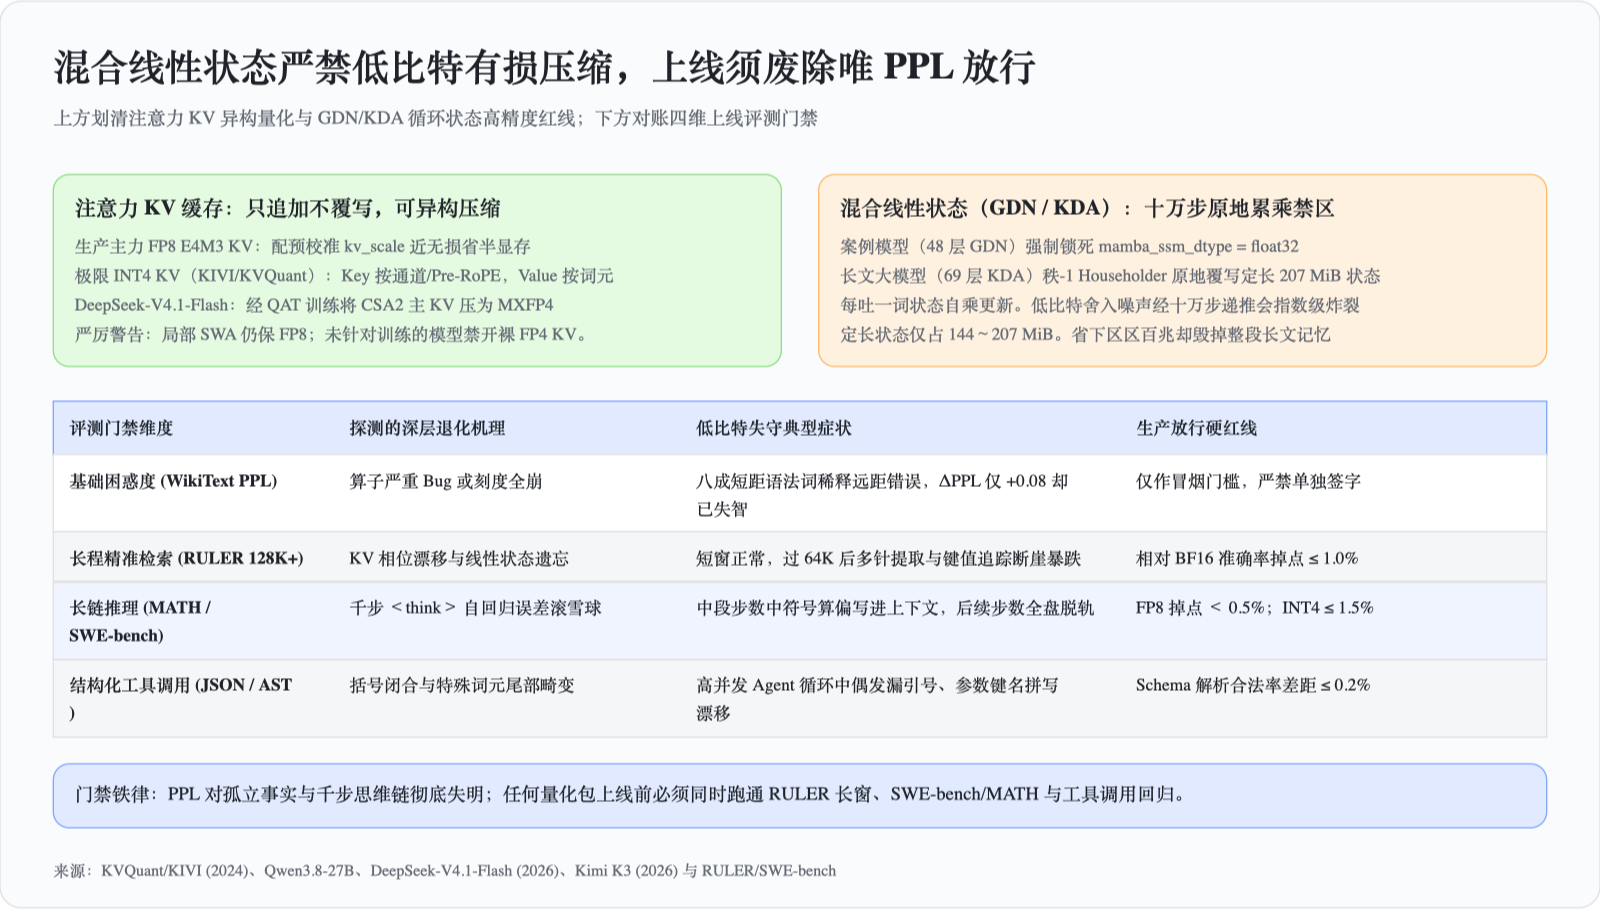 混合线性状态严禁低比特有损压缩，上线须废除唯 PPL 放行
上方划清注意力 KV 异构量化与 GDN/KDA 循环状态高精度红线；下方对账四维上线评测门禁
注意力 KV 缓存：只追加不覆写，可异构压缩
生产主力 FP8 E4M3 KV：配预校准 kv_scale 近无损省半显存
极限 INT4 KV（KIVI/KVQuant）：Key 按通道/Pre-RoPE，Value 按词元
DeepSeek-V4.1-Flash：经 QAT 训练将 CSA2 主 KV 压为 MXFP4
严厉警告：局部 SWA 仍保 FP8；未针对训练的模型禁开裸 FP4 KV。
混合线性状态（GDN / KDA）：十万步原地累乘禁区
案例模型（48 层 GDN）强制锁死 mamba_ssm_dtype = float32
长文大模型（69 层 KDA）秩-1 Householder 原地覆写定长 207 MiB 状态
每吐一词状态自乘更新。低比特舍入噪声经十万步递推会指数级炸裂
定长状态仅占 144 ~ 207 MiB。省下区区百兆却毁掉整段长文记忆
评测门禁维度 探测的深层退化机理 低比特失守典型症状 生产放行硬红线
基础困惑度 (WikiText PPL) 算子严重 Bug 或刻度全崩 八成短距语法词稀释远距错误，ΔPPL 仅 +0.08 却 仅作冒烟门槛，严禁单独签字
已失智
长程精准检索 (RULER 128K+) KV 相位漂移与线性状态遗忘 短窗正常，过 64K 后多针提取与键值追踪断崖暴跌 相对 BF16 准确率掉点 ≤ 1.0%
长链推理 (MATH / 千步 <think> 自回归误差滚雪球 中段步数中符号算偏写进上下文，后续步数全盘脱轨 FP8 掉点 < 0.5%；INT4 ≤ 1.5%
SWE-bench)
结构化工具调用 (JSON / AST 括号闭合与特殊词元尾部畸变 高并发 Agent 循环中偶发漏引号、参数键名拼写 Schema 解析合法率差距 ≤ 0.2%
) 漂移
门禁铁律：PPL 对孤立事实与千步思维链彻底失明；任何量化包上线前必须同时跑通 RULER 长窗、SWE-bench/MATH 与工具调用回归。
来源：KVQuant/KIVI (2024)、Qwen3.8-27B、DeepSeek-V4.1-Flash (2026)、Kimi K3 (2026) 与 RULER/SWE-bench